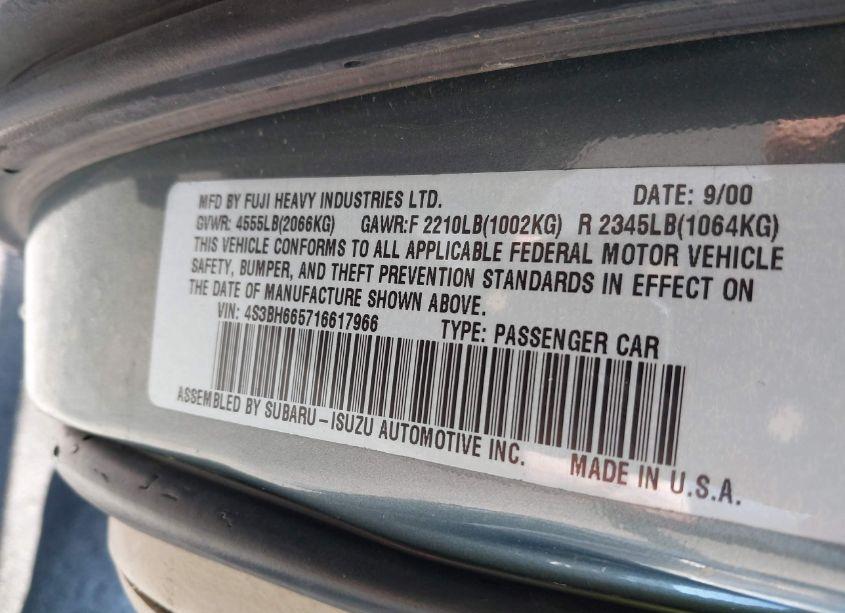 MFD BY FUJI HEAVY INDUSTRIES LTD. DATE: 9/00
GVWR: 4555LB(2066KG) GAWR:F 2210LB(1002KG) R 2345LB(1064KG)
THIS VEHICLE CONFORMS TO ALL APPLICABLE FEDERAL MOTOR VEHICLE
SAFETY, BUMPER, AND THEFT PREVENTION STANDARDS IN EFFECT ON
THE DATE OF MANUFACTURE SHOWN ABOVE.
VIN: 4S3BH665716617966 TYPE: PASSENGER CAR
ASSEMBLED BY SUBARU-ISUZU AUTOMOTIVE INC. MADE IN U.S.A.